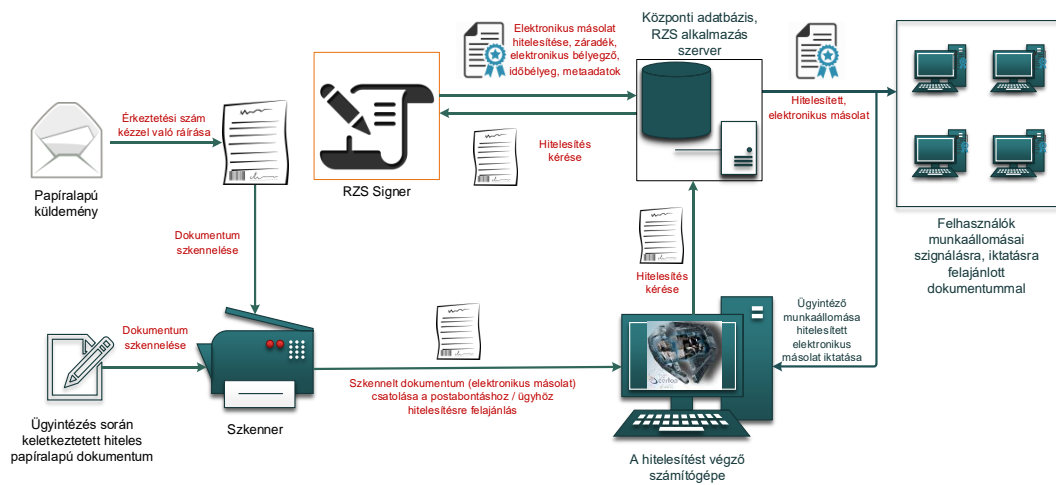 Elektronikus másolat
hitelesítése, záradék,
elektronikus bélyegző,
időbélyeg, metaadatok
Központi adatbázis,
RZS alkalmazás
szerver
Érkeztetési szám
kézzel való ráírása
Hitelesített,
elektronikus másolat
Hitelesítés
kérése
Papíralapú
küldemény
RZS Signer
Felhasználók
munkaállomásai
szignálásra, iktatásra
felajánlott
dokumentummal
Dokumentum
szkennelése
Hitelesítés
kérése
Ügyintéző
munkaállomása
hitelesített
elektronikus
másolat iktatása
Dokumentum
szkennelése
Szkennelt dokumentum (elektronikus másolat)
csatolása a postabontáshoz / ügyhöz
hitelesítésre felajánlás
Szkenner
Ügyintézés során
keletkeztetett hiteles
papíralapú dokumentum
A hitelesítést végző
számítógépe